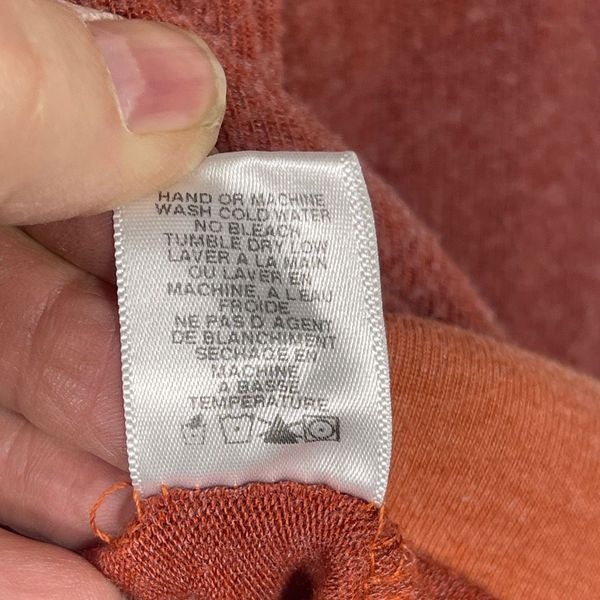 HAND OR MACHINE
WASH COLD WATER
NO BLEACH
TUMBLE DRY LOW
LAVER A LA MAIN
OU LAVER EN
MACHINE A L'EAU
FROIDE
NE PAS D'AGENT
DE BLANCHIMENT
SECHAGE EN
MACHINE
A BASSE
TEMPERATURE